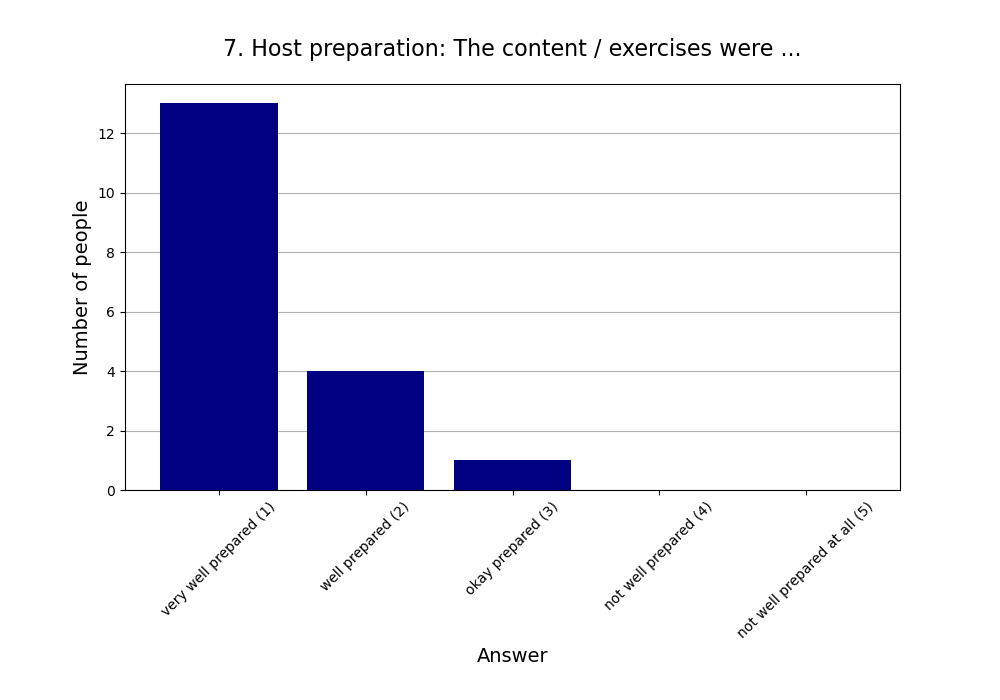 7. Host preparation: The content / exercises were ...
Number of people
12
10
8
6
4
2
0
very well prepared (1)
well prepared (2)
okay prepared (3)
not well prepared (4)
not well prepared at all (5)
Answer